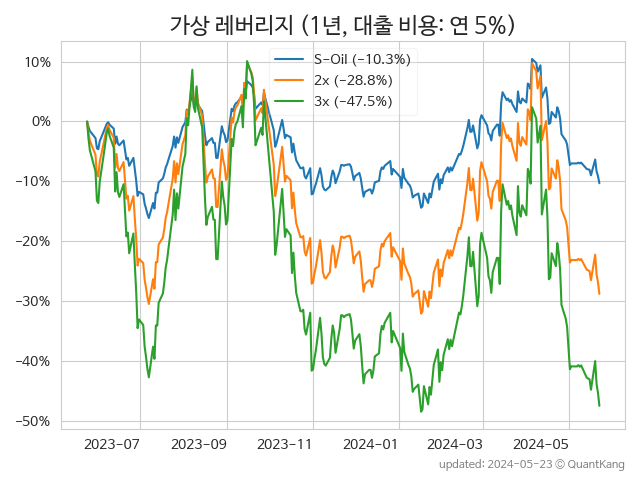 가상 레버리지 (1년, 대출 비용: 연 5%)
S-Oil (−10.3%)
2x (−28.8%)
3x (−47.5%)
10%
0%
−10%
−20%
−30%
−40%
−50%
2023-07
2023-09
2023-11
2024-01
2024-03
2024-05
updated: 2024-05-23 © QuantKang